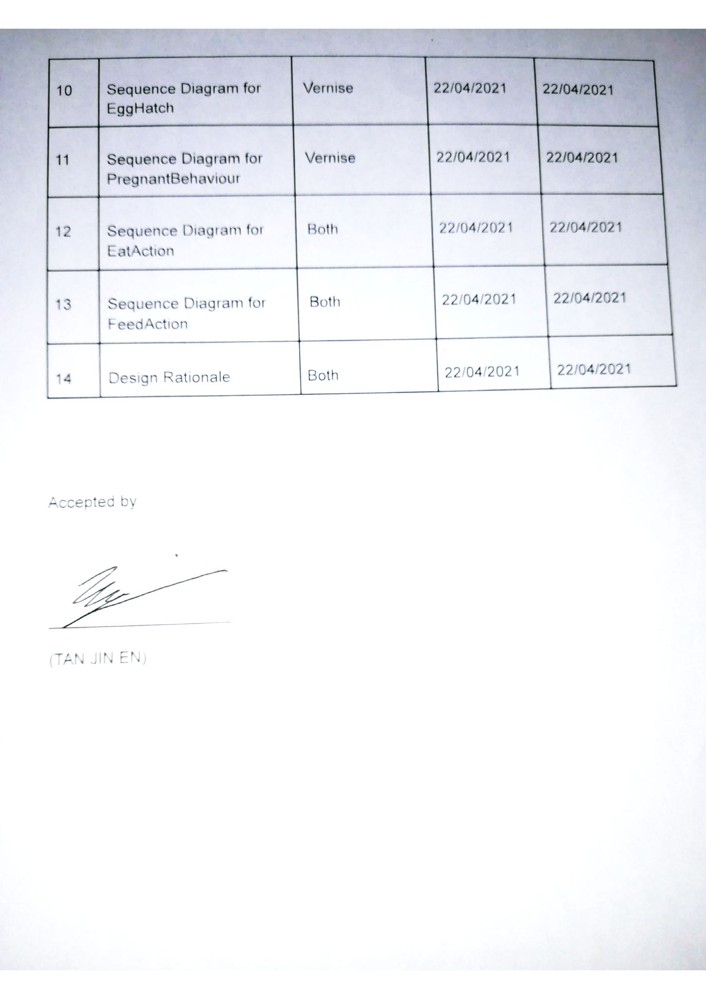 10 Sequence Diagram for Vernise 22/04/2021 22/04/2021
EggHatch
11 Sequence Diagram for Vernise 22/04/2021 22/04/2021
PregnantBehaviour
12 Sequence Diagram for Both 22/04/2021 22/04/2021
EatAction
13 Sequence Diagram for Both 22/04/2021 22/04/2021
FeedAction
14 Design Rationale Both 22/04/2021 22/04/2021
Accepted by
(TAN JIN EN)